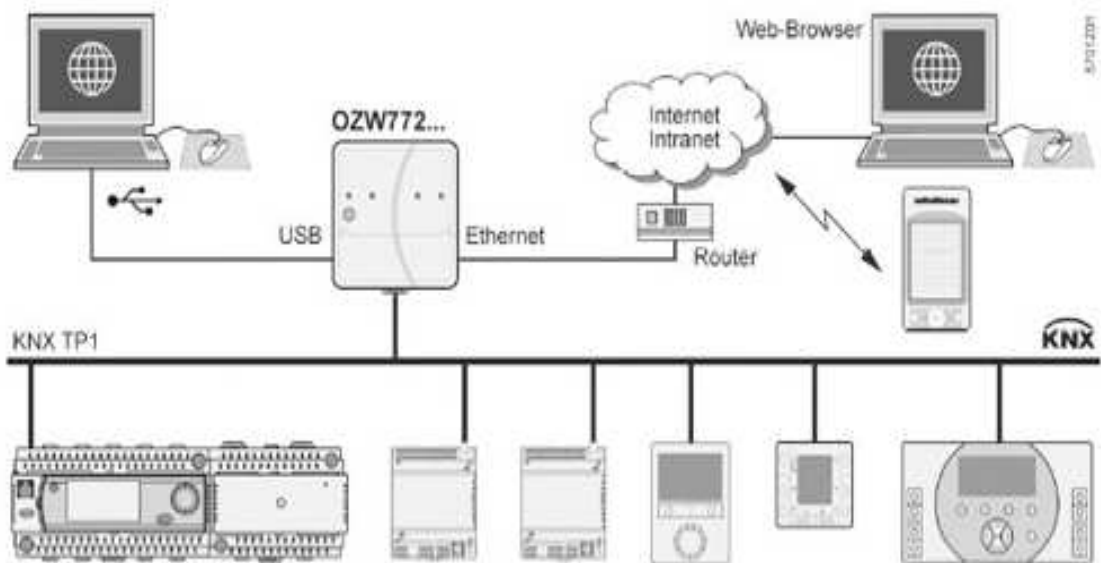 Web-Browser
OZW772...
Internet
Intranet
USB
Ethernet
Router
KNX TP1
KNX